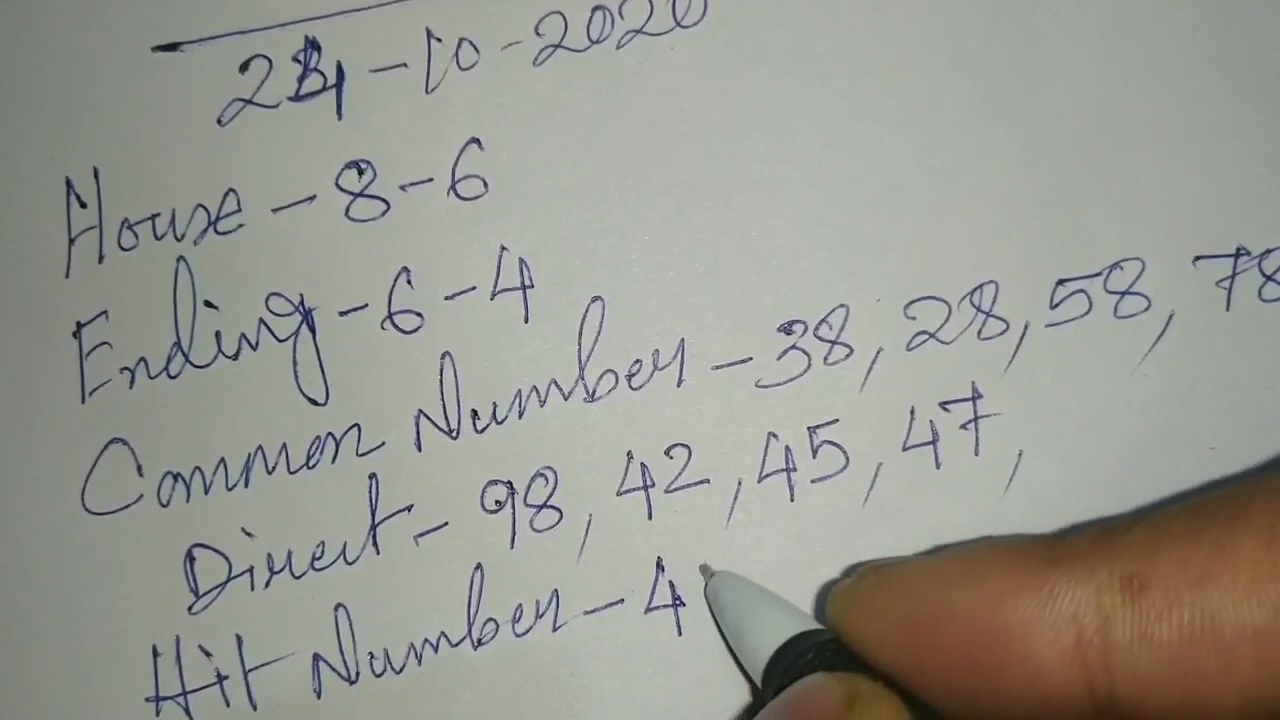 24-10-2020
House - 8-6
Ending - 6-4
Common Number - 38, 28, 58, 78
Direct - 98, 42, 45, 47,
Hit Number - 4